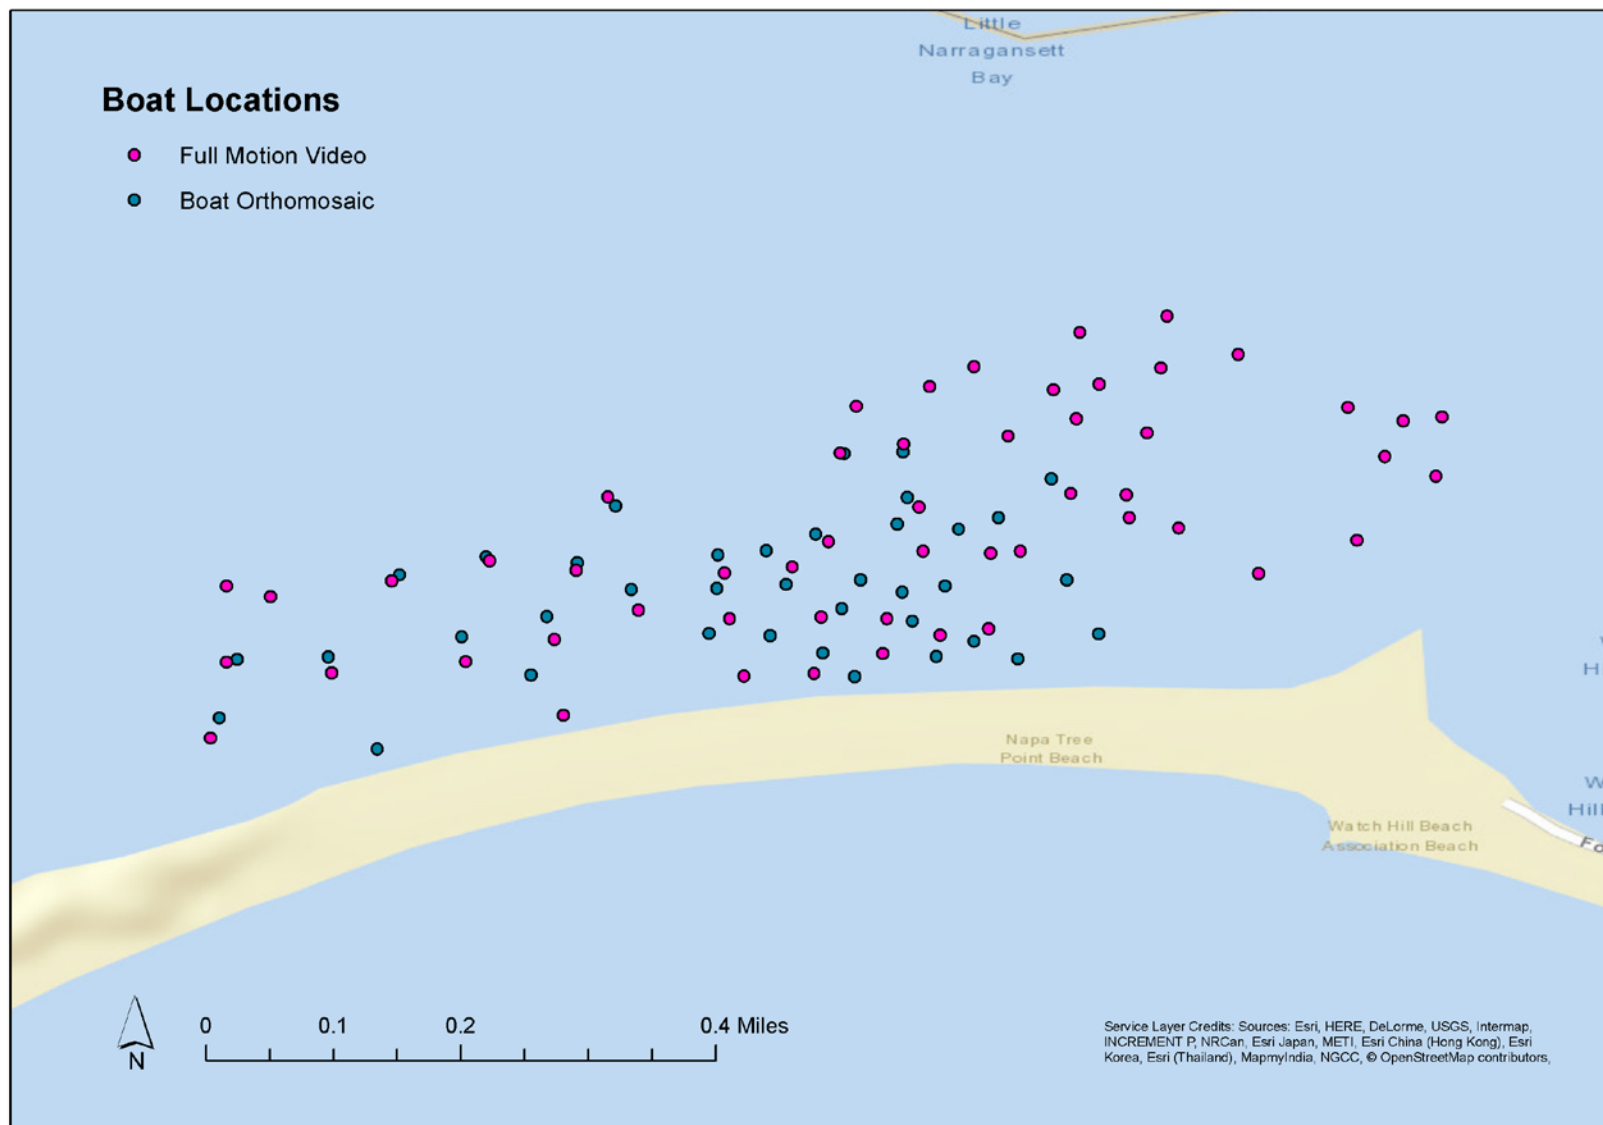 Little
Narragansett
Bay
Boat Locations
Full Motion Video
Boat Orthomosaic
Napa Tree
Point Beach
Watch Hill Beach
Association Beach
Hill
Fo
N
0 0.1 0.2 0.4 Miles
Service Layer Credits: Sources: Esri, HERE, DeLorme, USGS, Intermap,
INCREMENT P, NRCan, Esri Japan, METI, Esri China (Hong Kong), Esri
Korea, Esri (Thailand), MapmyIndia, NGCC, © OpenStreetMap contributors,